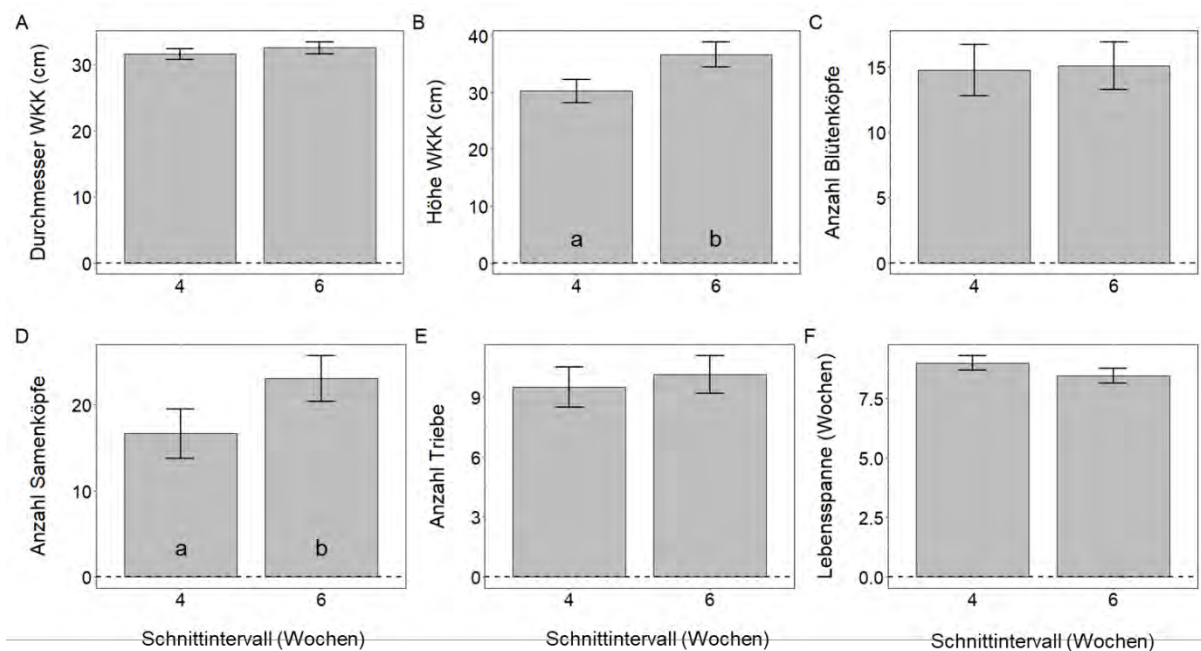 A
Durchmesser WKK (cm)
30
20
10
0
4
6
B
Höhe WKK (cm)
40
30
20
10
0
a
b
4
6
C
Anzahl Blütenköpfe
15
10
5
0
4
6
D
Anzahl Samenköpfe
20
10
0
a
b
4
6
Schnittintervall (Wochen)
E
Anzahl Triebe
9
6
3
0
4
6
Schnittintervall (Wochen)
F
Lebensspanne (Wochen)
7.5
5.0
2.5
0.0
4
6
Schnittintervall (Wochen)